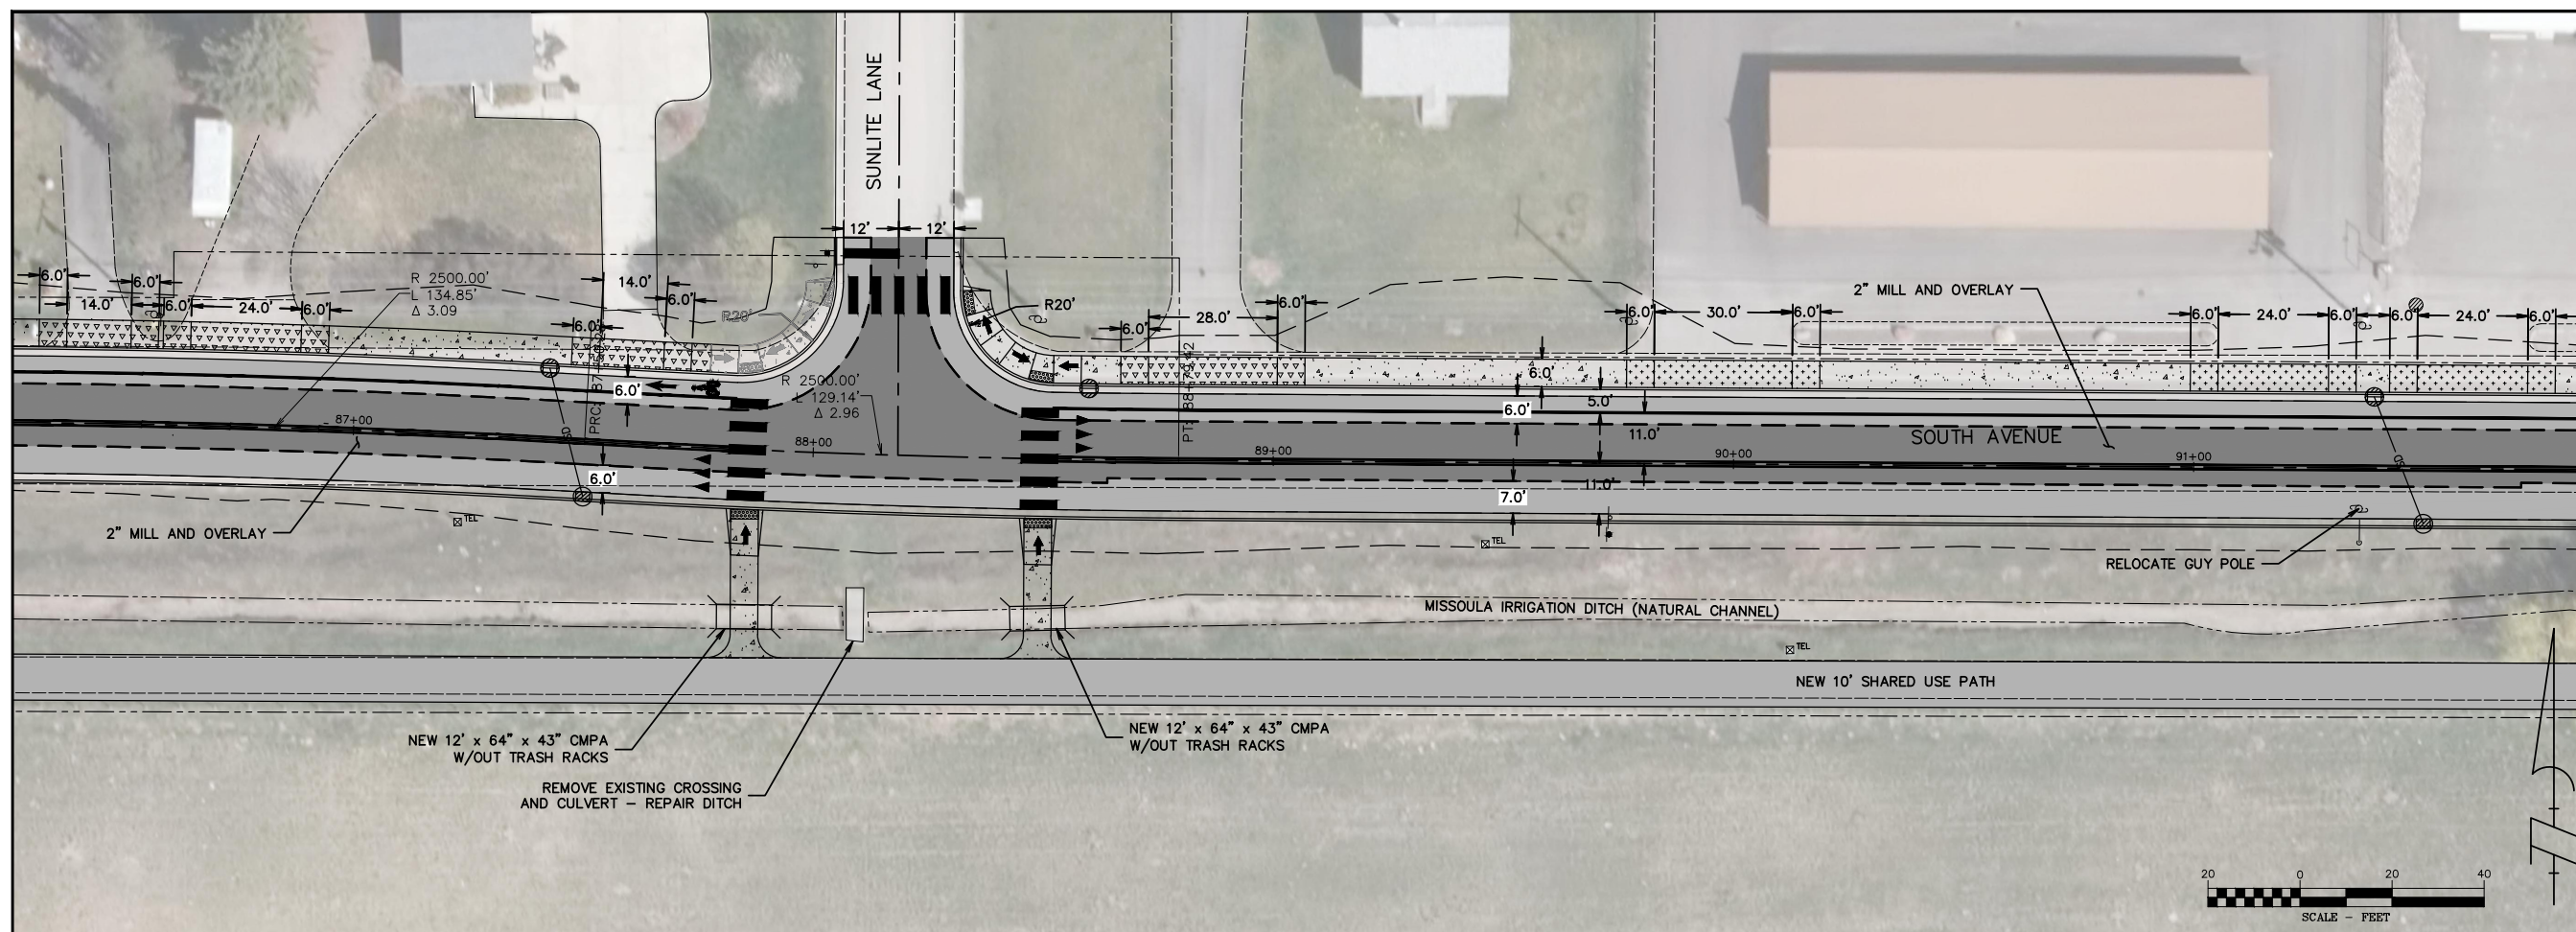 SUNLITE LANE
12'
12'
6.0'
14.0'
6.0'
6.0'
24.0'
6.0'
R 2500.00'
L 134.85'
Δ 3.09
14.0'
6.0'
6.0'
R20'
R20'
6.0'
28.0'
6.0'
6.0'
30.0'
6.0'
2" MILL AND OVERLAY
6.0'
24.0'
6.0'
6.0'
24.0'
6.0'
R 2500.00'
L 129.14'
Δ 2.96
6.0'
6.0'
5.0'
6.0'
11.0'
SOUTH AVENUE
87+00
88+00
89+00
90+00
91+00
SD
SD
6.0'
7.0'
11.0'
TEL
TEL
2" MILL AND OVERLAY
RELOCATE GUY POLE
MISSOULA IRRIGATION DITCH (NATURAL CHANNEL)
TEL
NEW 10' SHARED USE PATH
NEW 12' x 64" x 43" CMPA
W/OUT TRASH RACKS
NEW 12' x 64" x 43" CMPA
W/OUT TRASH RACKS
REMOVE EXISTING CROSSING
AND CULVERT – REPAIR DITCH
20 0 20 40
SCALE – FEET